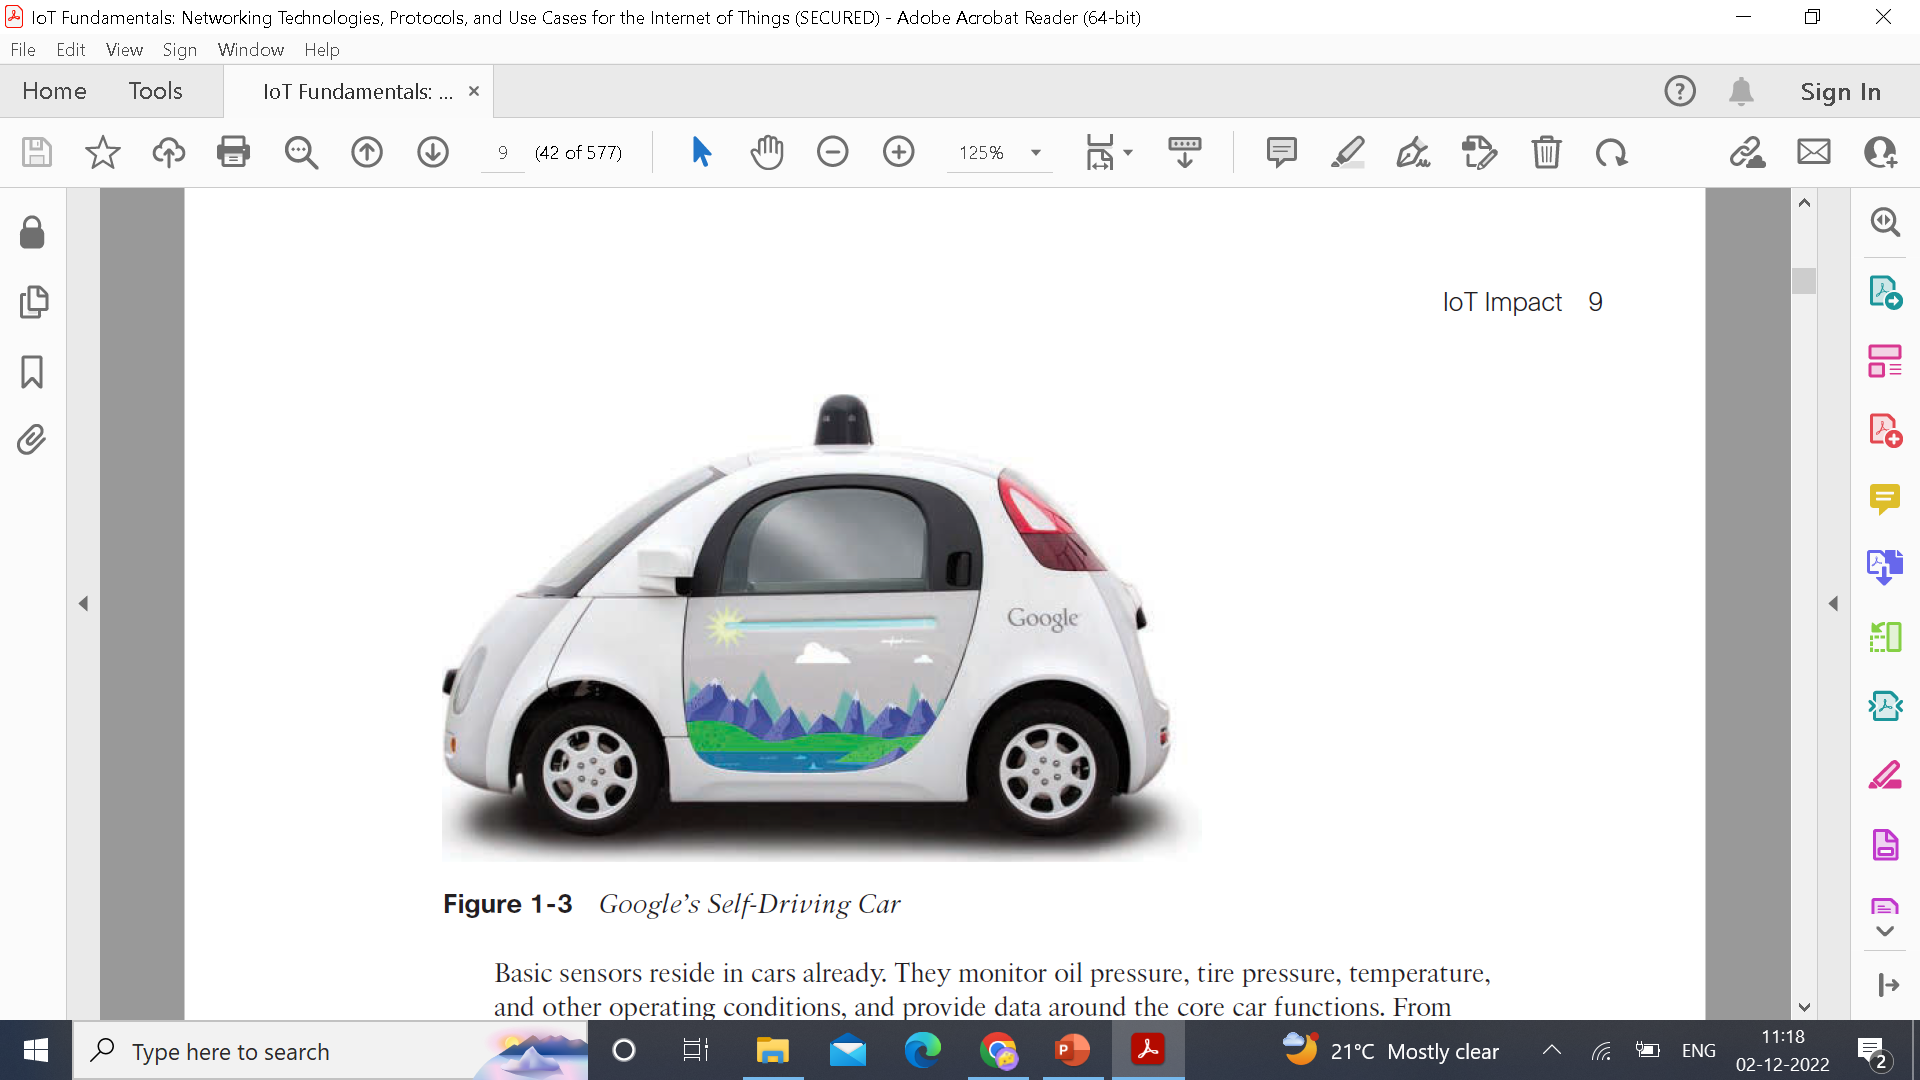 IoT Fundamentals: Networking Technologies, Protocols, and Use Cases for the Internet of Things (SECURED) - Adobe Acrobat Reader (64-bit)
File Edit View Sign Window Help
Home Tools IoT Fundamentals: ... × Sign In
9 (42 of 577) 125%
IoT Impact 9
Google
Figure 1-3 Google's Self-Driving Car
Basic sensors reside in cars already. They monitor oil pressure, tire pressure, temperature,
and other operating conditions, and provide data around the core car functions. From
Type here to search 21°C Mostly clear ENG 11:18
02-12-2022 2